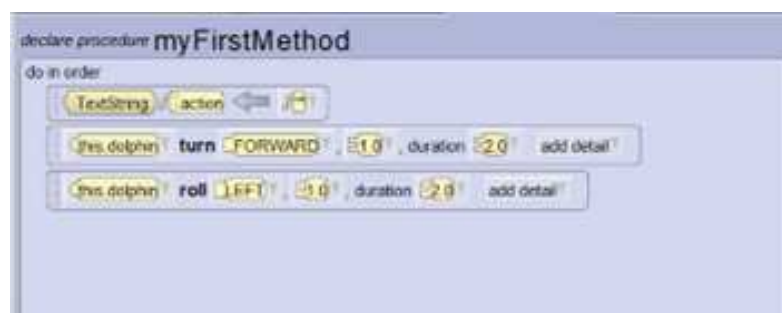 declare procedure myFirstMethod
do in order
TextString action
this.dolphin turn FORWARD , 1.0 , duration 2.0 add detail
this.dolphin roll LEFT , 1.0 , duration 2.0 add detail